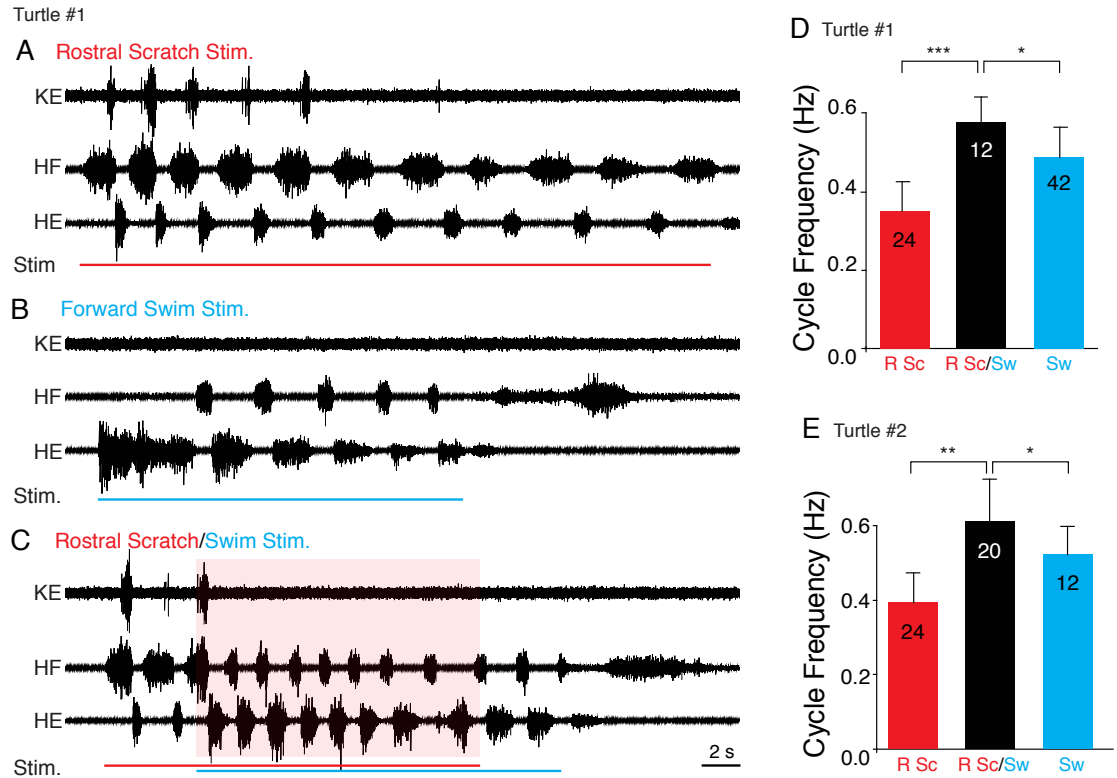 Turtle #1
A Rostral Scratch Stim.
KE
HF
HE
Stim
B Forward Swim Stim.
KE
HF
HE
Stim.
C Rostral Scratch/Swim Stim.
KE
HF
HE
Stim.
2 s
D Turtle #1
*** *
Cycle Frequency (Hz)
0.6
0.4
0.2
0.0
24
12
42
R Sc R Sc/Sw Sw
E Turtle #2
** *
Cycle Frequency (Hz)
0.6
0.4
0.2
0.0
24
20
12
R Sc R Sc/Sw Sw